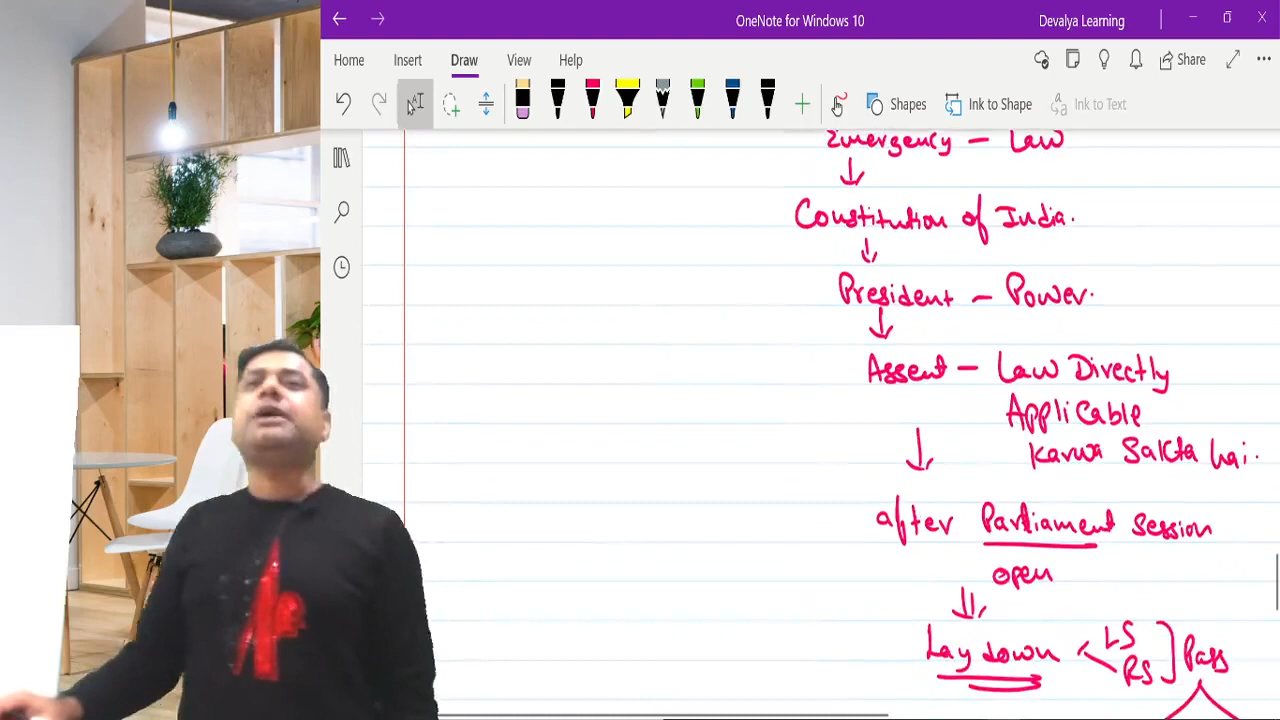 OneNote for Windows 10
Devalya Learning
Home
Insert
Draw
View
Help
Share
Shapes
Ink to Shape
Ink to Text
Emergency – Law
Constitution of India.
President – Power.
Assent – Law Directly
Applicable
Karwa Sakta hai.
after Parliament Session
open
Lay down
LS
RS
Pass